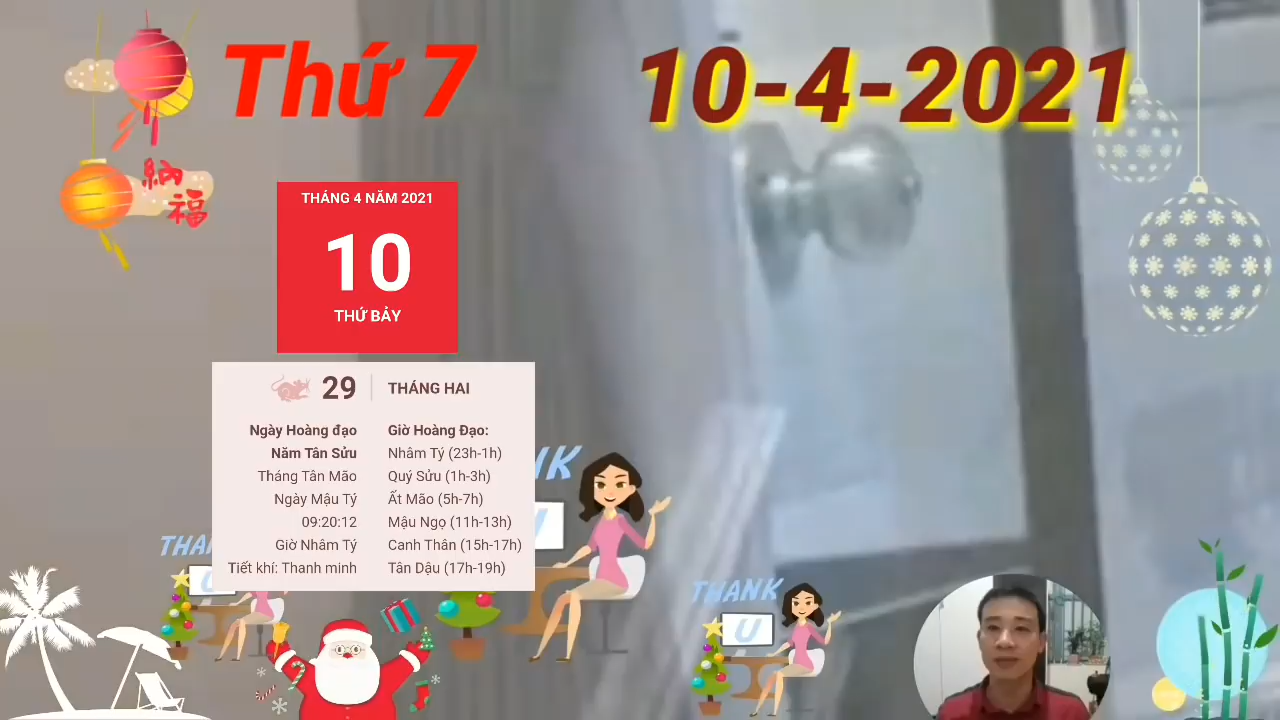 Thứ 7
10-4-2021
納
福
THÁNG 4 NĂM 2021
10
THỨ BẢY
29
THÁNG HAI
Ngày Hoàng đạo
Năm Tân Sửu
Tháng Tân Mão
Ngày Mậu Tý
09:20:12
Giờ Nhâm Tý
Tiết khí: Thanh minh
Giờ Hoàng Đạo:
Nhâm Tý (23h-1h)
Quý Sửu (1h-3h)
Ất Mão (5h-7h)
Mậu Ngọ (11h-13h)
Canh Thân (15h-17h)
Tân Dậu (17h-19h)
THAN
NK
U
THANK
U